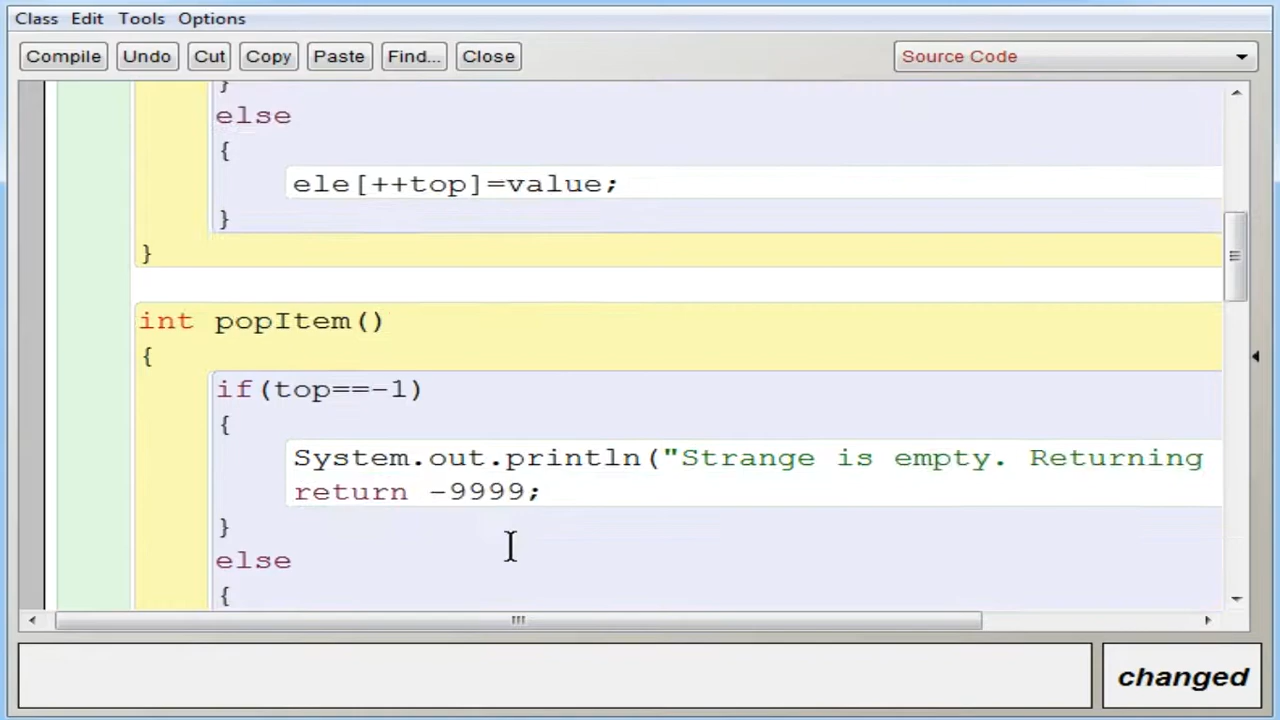 Class Edit Tools Options
Compile Undo Cut Copy Paste Find... Close Source Code
}
else
{
ele[++top]=value;
}
}
int popItem()
{
if(top==-1)
{
System.out.println("Strange is empty. Returning
return -9999;
}
else
{
changed